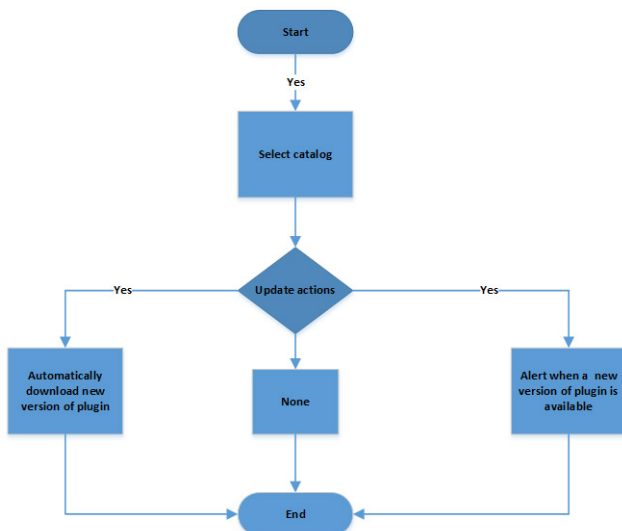 Start
Yes
Select catalog
Update actions
Yes
Yes
Automatically
download new
version of plugin
None
Alert when a  new
version of plugin is
available
End